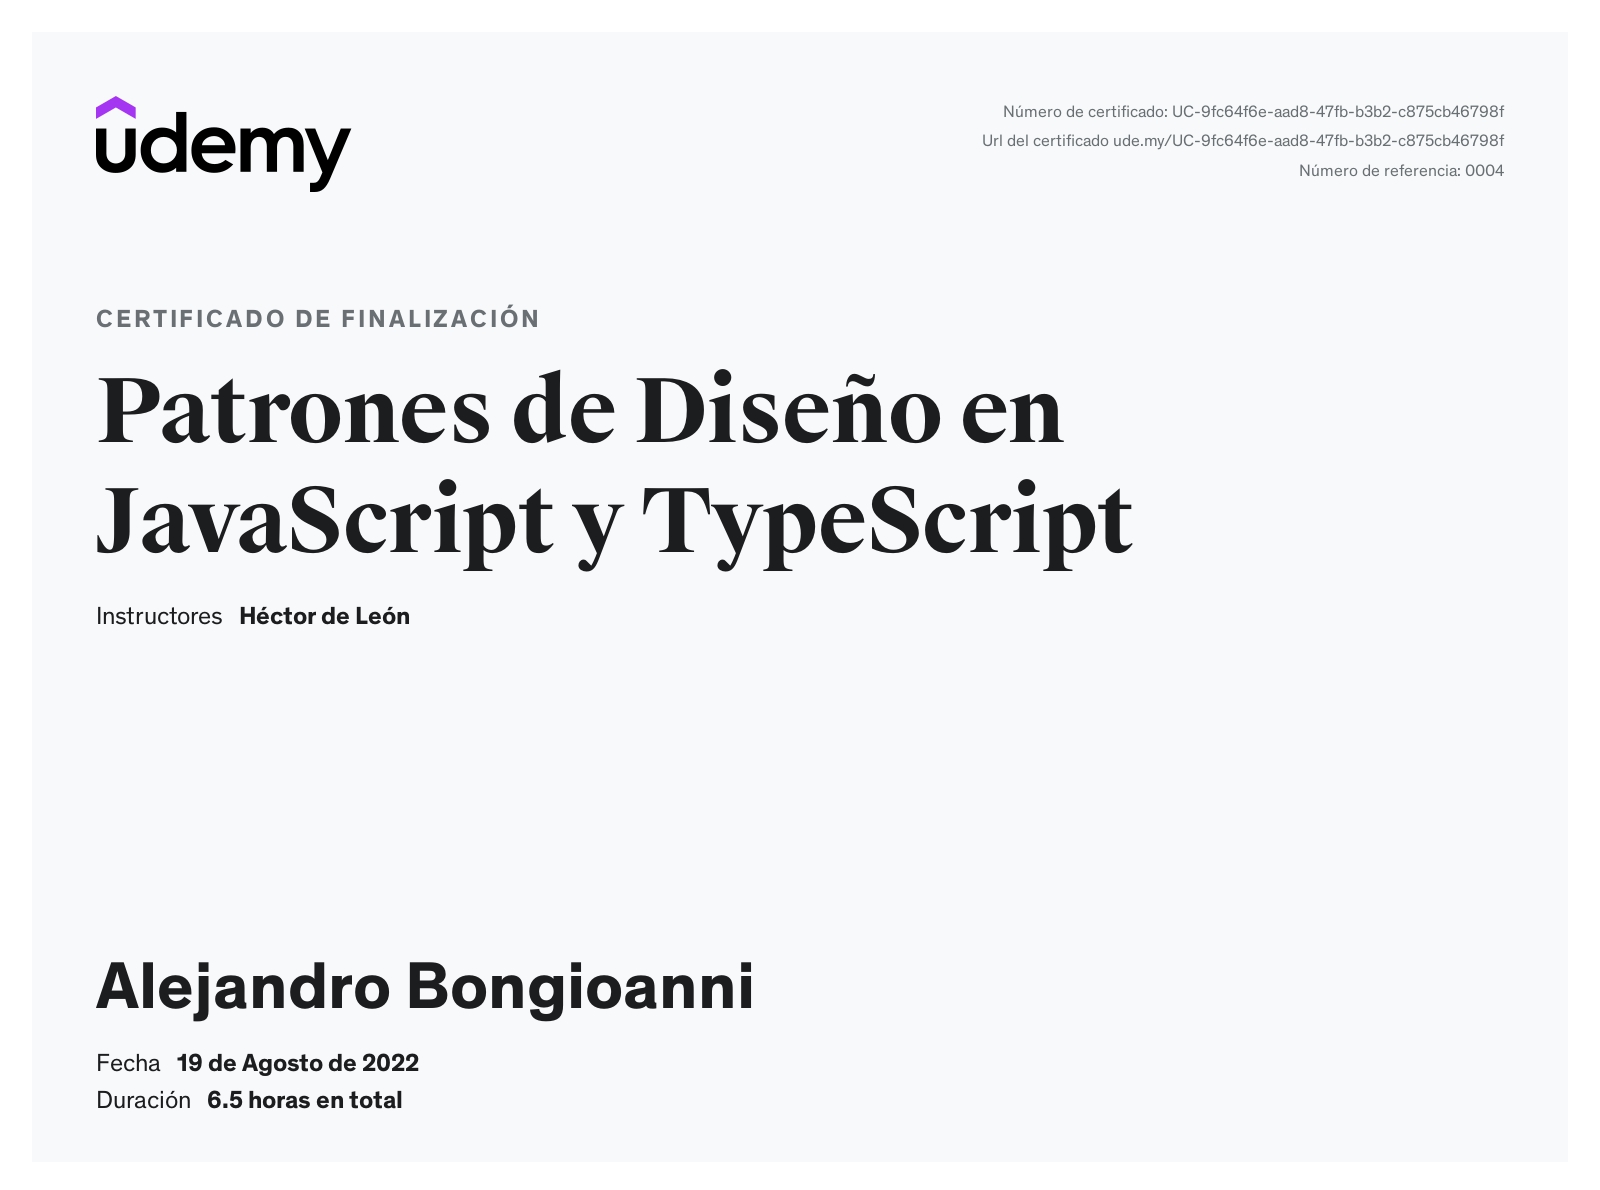 udemy
Número de certificado: UC-9fc64f6e-aad8-47fb-b3b2-c875cb46798f
Url del certificado ude.my/UC-9fc64f6e-aad8-47fb-b3b2-c875cb46798f
Número de referencia: 0004
CERTIFICADO DE FINALIZACIÓN
Patrones de Diseño en
JavaScript y TypeScript
Instructores Héctor de León
Alejandro Bongioanni
Fecha 19 de Agosto de 2022
Duración 6.5 horas en total